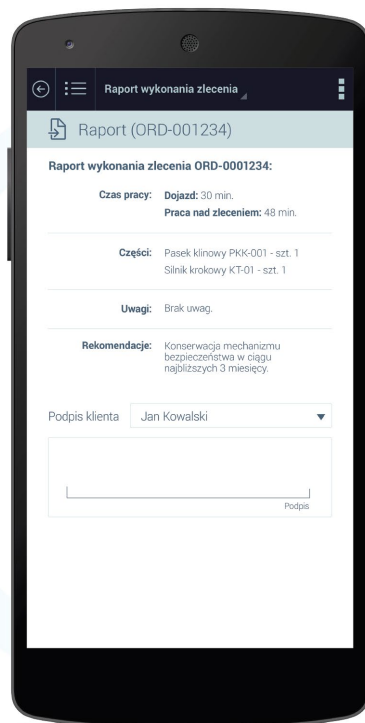 Raport wykonania zlecenia
Raport (ORD-001234)
Raport wykonania zlecenia ORD-0001234:
Czas pracy: Dojazd: 30 min.
Praca nad zleceniem: 48 min.
Części: Pasek klinowy PKK-001 - szt. 1
Silnik krokowy KT-01 - szt. 1
Uwagi: Brak uwag.
Rekomendacje: Konserwacja mechanizmu
bezpieczeństwa w ciągu
najbliższych 3 miesięcy.
Podpis klienta Jan Kowalski
Podpis